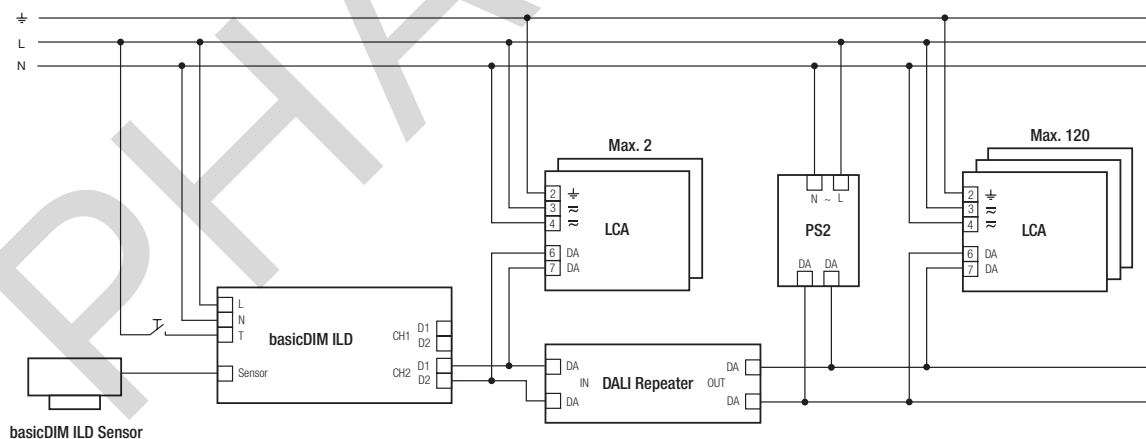 L
N
Max. 2
2
3
4
LCA
6 DA
7 DA
N ~ L
PS2
DA DA
Max. 120
2
3
4
LCA
6 DA
7 DA
L
N
T
Sensor
basicDIM ILD
CH1 D1
D2
CH2 D1
D2
DA
IN
DA
DALI Repeater
DA
OUT
DA
basicDIM ILD Sensor
PHA